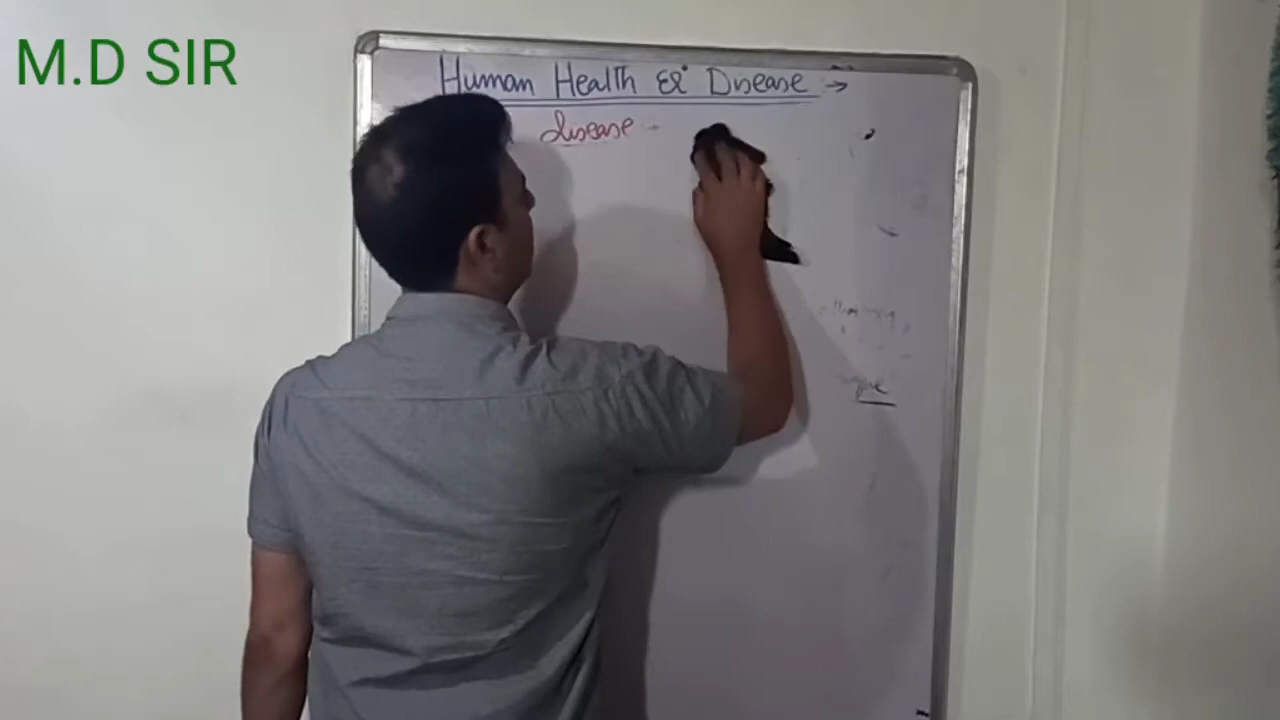 M.D SIR
Human Health & Disease →
disease →